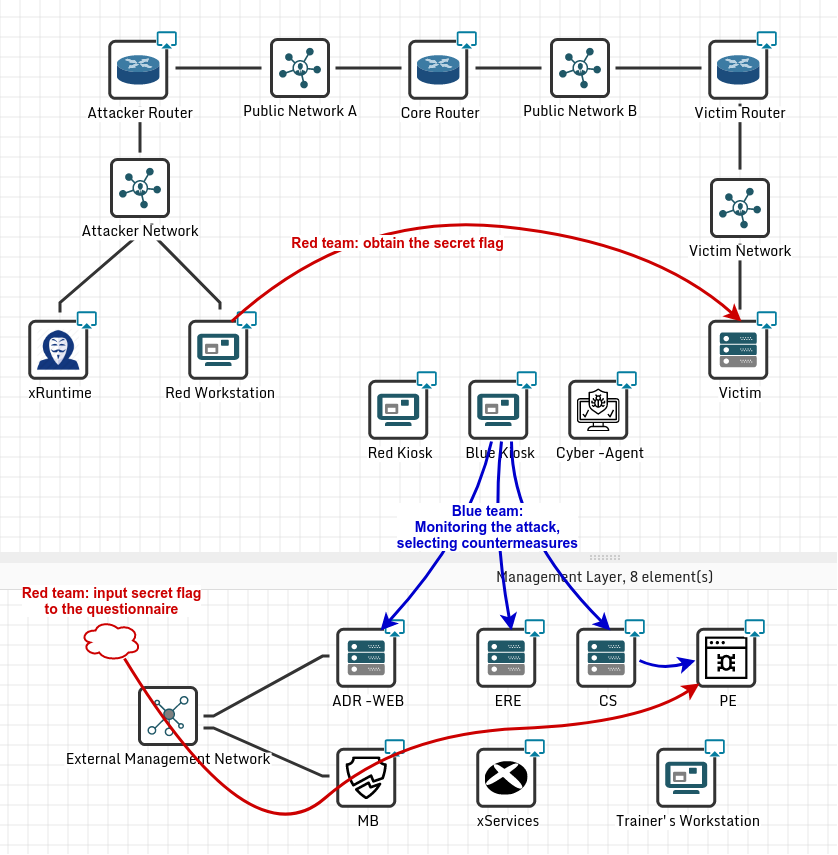 Attacker Router
Public Network A
Core Router
Public Network B
Victim Router
Attacker Network
Victim Network
Red team: obtain the secret flag
xRuntime
Red Workstation
Victim
Red Kiosk
Blue Kiosk
Cyber -Agent
Blue team:
Monitoring the attack,
selecting countermeasures
Management Layer, 8 element(s)
Red team: input secret flag
to the questionnaire
ADR -WEB
ERE
CS
PE
External Management Network
MB
xServices
Trainer's Workstation